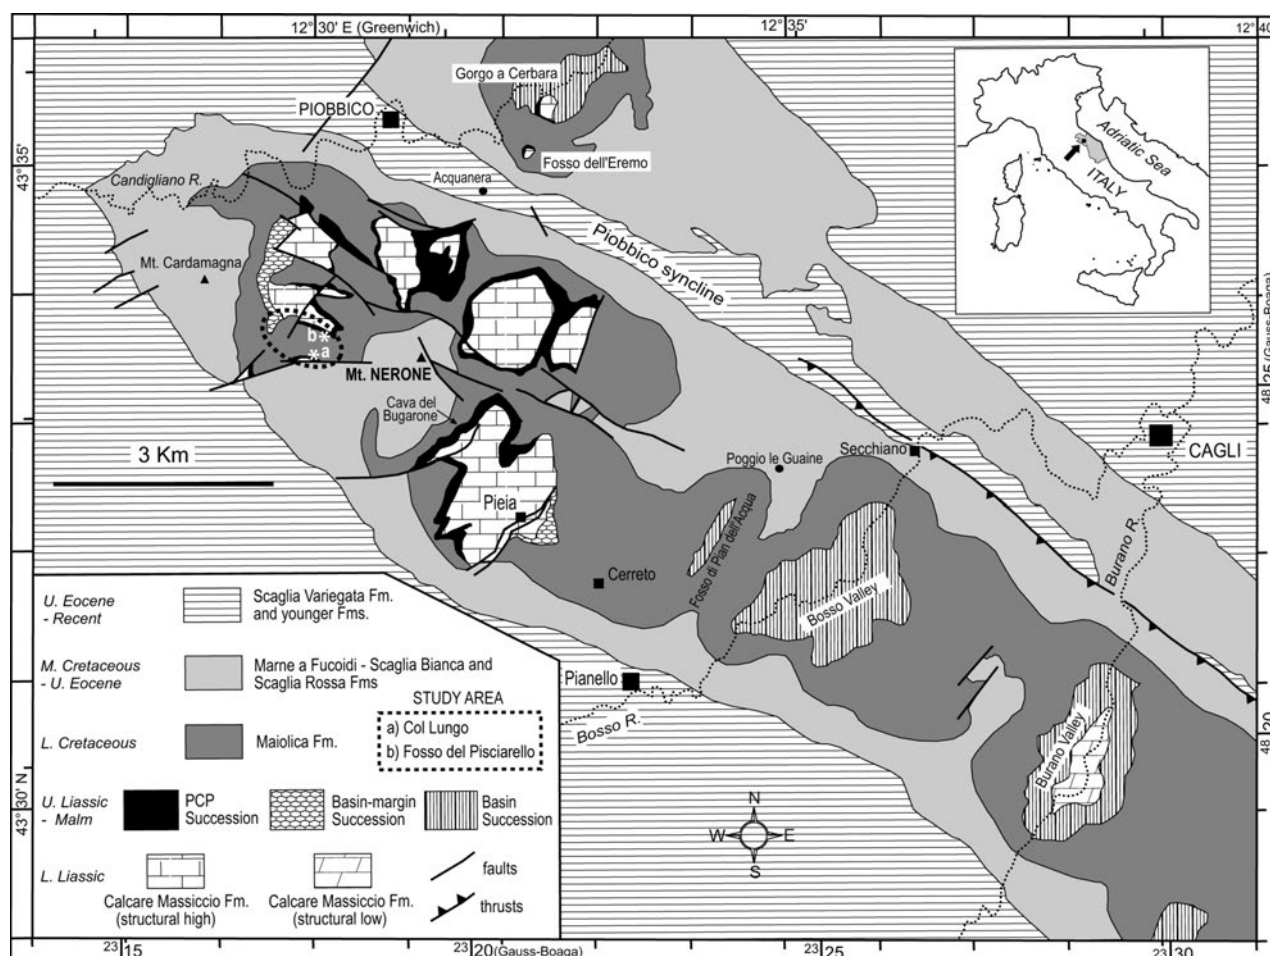 12° 30' E (Greenwich)
12° 35'
12° 40'
Gorgo a Cerbara
PIOBBICO
Fosso dell'Eremo
Adriatic Sea
ITALY
43° 35'
Candigliano R.
Acquanera
Piobbico syncline
Mt. Cardamagna
b
a
Mt. NERONE
48 25 (Gauss-Boaga)
Cava del
Bugarone
3 Km
CAGLI
Secchiano
Poggio le Guaine
Pieia
Fosso di Pian dell'Acqua
Burano R.
Cerreto
Bosso Valley
Pianello
Bosso R.
Burano Valley
48 20
U. Eocene
- Recent
Scaglia Variegata Fm.
and younger Fms.
M. Cretaceous
- U. Eocene
Marne a Fucoidi - Scaglia Bianca and
Scaglia Rossa Fms
STUDY AREA
a) Col Lungo
b) Fosso del Pisciarello
L. Cretaceous
Maiolica Fm.
43° 30' N
U. Liassic
- Malm
PCP
Succession
Basin-margin
Succession
Basin
Succession
N
W
E
S
L. Liassic
Calcare Massiccio Fm.
(structural high)
Calcare Massiccio Fm.
(structural low)
faults
thrusts
23 15
23 20 (Gauss-Boaga)
23 25
23 30